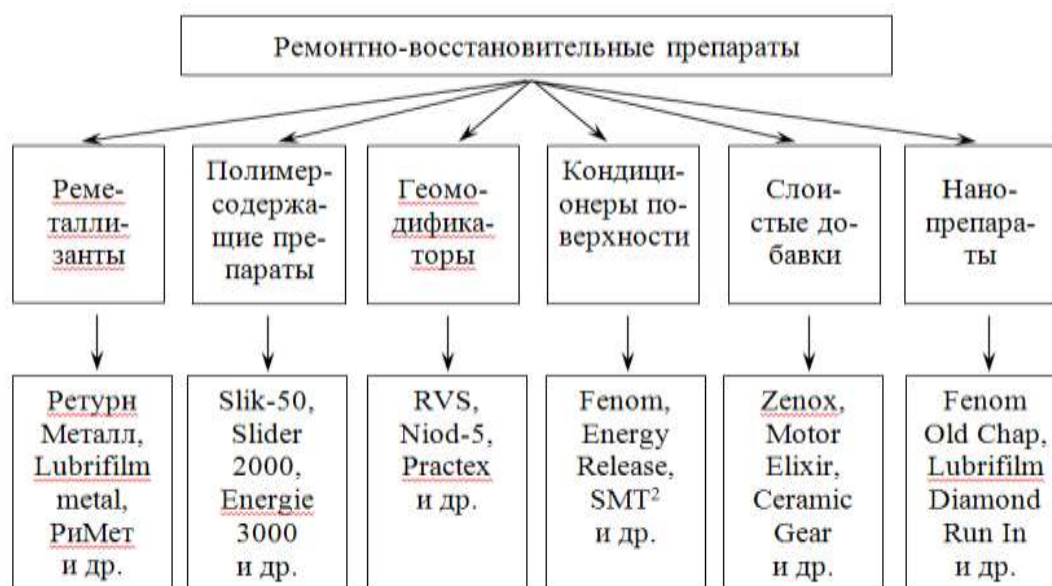 Ремонтно-восстановительные препараты
Реме-
талли-
занты
Полимер-
содержа-
щие пре-
параты
Геомо-
дифика-
торы
Кондици-
онеры по-
верхности
Слои-
стые до-
бавки
Нано-
препара-
ты
Ретурн
Металл,
Lubrifilm
metal,
РиМет
и др.
Slik-50,
Slider
2000,
Energie
3000
и др.
RVS,
Niod-5,
Practex
и др.
Fenom,
Energy
Release,
SMT²
и др.
Zenox,
Motor
Elixir,
Ceramic
Gear
и др.
Fenom
Old Chap,
Lubrifilm
Diamond
Run In
и др.